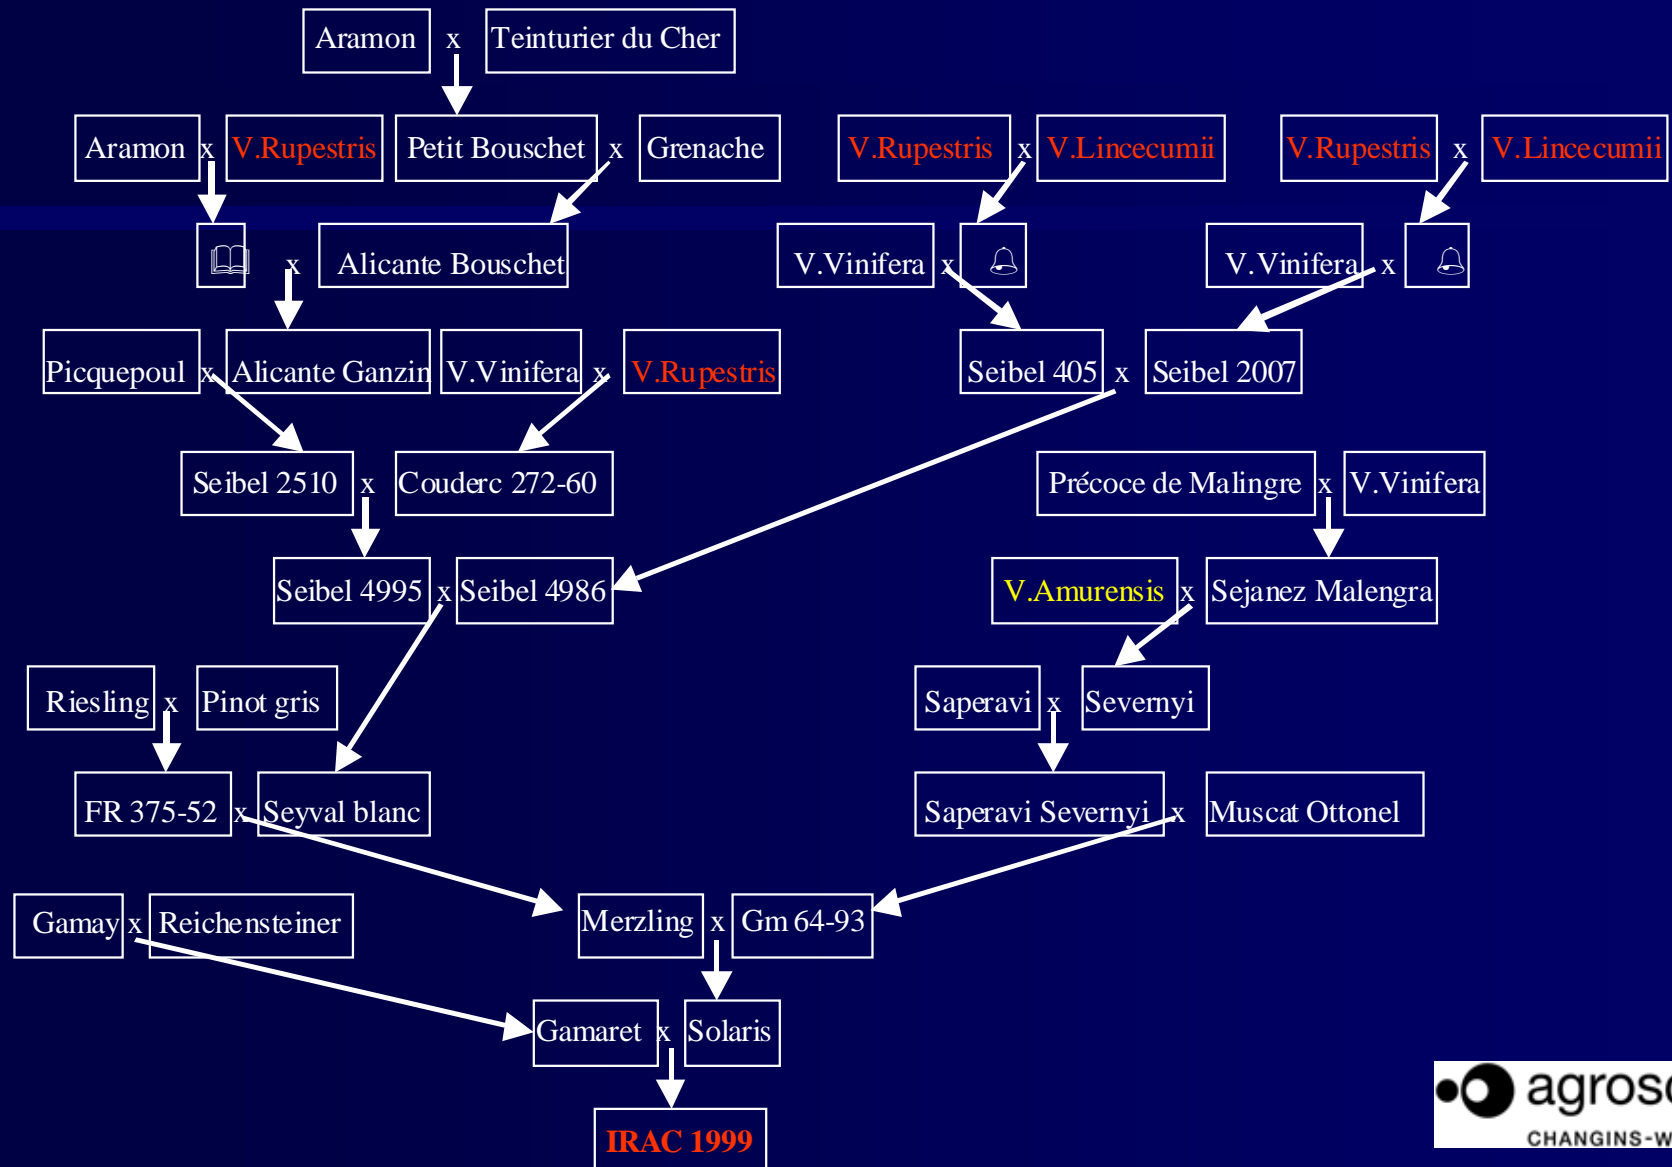 Aramon x Teinturier du Cher
Aramon x V.Rupestris Petit Bouschet x Grenache V.Rupestris x V.Lincecumii V.Rupestris x V.Lincecumii
x Alicante Bouschet V.Vinifera x V.Vinifera x
Picquepoul x Alicante Ganzin V.Vinifera x V.Rupestris Seibel 405 x Seibel 2007
Seibel 2510 x Couderc 272-60 Précoce de Malingre x V.Vinifera
Seibel 4995 x Seibel 4986 V.Amurensis x Sejanez Malengra
Riesling x Pinot gris Saperavi x Severnyi
FR 375-52 x Seyval blanc Saperavi Severnyi x Muscat Ottonel
Gamay x Reichensteiner Merzling x Gm 64-93
Gamaret x Solaris
IRAC 1999
CHANGINS-W